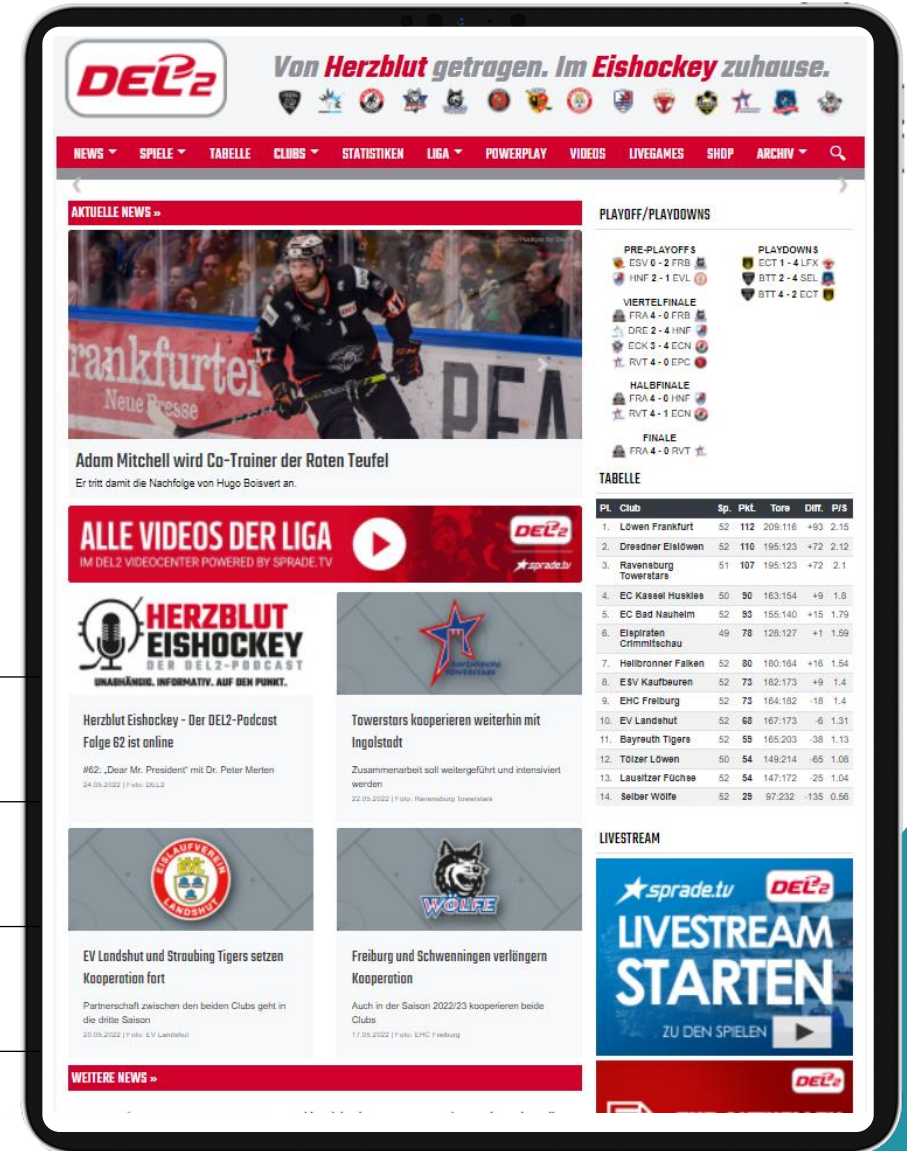 DEL2
Von Herzblut getragen. Im Eishockey zuhause.
NEWS SPIELE TABELLE CLUBS STATISTIKEN LIGA POWERPLAY VIDEOS LIVEGAMES SHOP ARCHIV
AKTUELLE NEWS »
Frankfurter
Neue Presse
17
47
Adam Mitchell wird Co-Trainer der Roten Teufel
Er tritt damit die Nachfolge von Hugo Boisvert an.
ALLE VIDEOS DER LIGA
IM DEL2 VIDEOCENTER POWERED BY SPRADE.TV
DEL2
sprade.tv
HERZBLUT
EISHOCKEY
DER DEL2-PODCAST
UNABHÄNGIG. INFORMATIV. AUF DEN PUNKT.
Herzblut Eishockey - Der DEL2-Podcast
Folge 62 ist online
#62: „Dear Mr. President" mit Dr. Peter Merten
24.05.2022 | Foto: DEL2
RAVENSBURG
TOWERSTARS
Towerstars kooperieren weiterhin mit
Ingolstadt
Zusammenarbeit soll weitergeführt und intensiviert
werden
22.05.2022 | Foto: Ravensburg Towerstars
EISLAUFVEREIN
LANDSHUT
EV Landshut und Straubing Tigers setzen
Kooperation fort
Partnerschaft zwischen den beiden Clubs geht in
die dritte Saison
20.05.2022 | Foto: EV Landshut
WÖLFE
Freiburg und Schwenningen verlängern
Kooperation
Auch in der Saison 2022/23 kooperieren beide
Clubs
17.05.2022 | Foto: EHC Freiburg
WEITERE NEWS »
PLAYOFF/PLAYDOWNS
PRE-PLAYOFFS
ESV 0 - 2 FRB
HNF 2 - 1 EVL
VIERTELFINALE
FRA 4 - 0 FRB
DRE 2 - 4 HNF
ECK 3 - 4 ECN
RVT 4 - 0 EPC
HALBFINALE
FRA 4 - 0 HNF
RVT 4 - 1 ECN
FINALE
FRA 4 - 0 RVT
PLAYDOWNS
ECT 1 - 4 LFX
BTT 2 - 4 SEL
BTT 4 - 2 ECT
TABELLE
Pl. Club Sp. Pkt. Tore Diff. P/S
1. Löwen Frankfurt 52 112 209:116 +93 2.15
2. Dresdner Eislöwen 52 110 195:123 +72 2.12
3. Ravensburg Towerstars 51 107 195:123 +72 2.1
4. EC Kassel Huskies 50 90 163:154 +9 1.8
5. EC Bad Nauheim 52 93 155:140 +15 1.79
6. Eispiraten Crimmitschau 49 78 128:127 +1 1.59
7. Heilbronner Falken 52 80 180:164 +16 1.54
8. ESV Kaufbeuren 52 73 182:173 +9 1.4
9. EHC Freiburg 52 73 164:182 -18 1.4
10. EV Landshut 52 68 167:173 -6 1.31
11. Bayreuth Tigers 52 59 165:203 -38 1.13
12. Tölzer Löwen 50 54 149:214 -65 1.08
13. Lausitzer Füchse 52 54 147:172 -25 1.04
14. Selber Wölfe 52 29 97:232 -135 0.56
LIVESTREAM
sprade.tv DEL2
LIVESTREAM
STARTEN
ZU DEN SPIELEN
DEL2